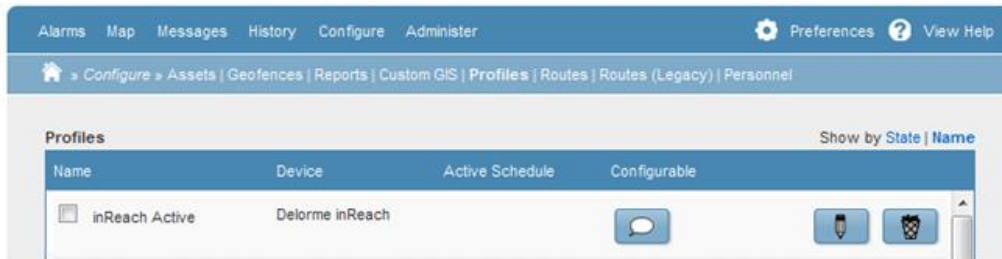 Alarms Map Messages History Configure Administer Preferences ? View Help
» Configure » Assets | Geofences | Reports | Custom GIS | Profiles | Routes | Routes (Legacy) | Personnel
Profiles Show by State | Name
Name Device Active Schedule Configurable
inReach Active Delorme inReach